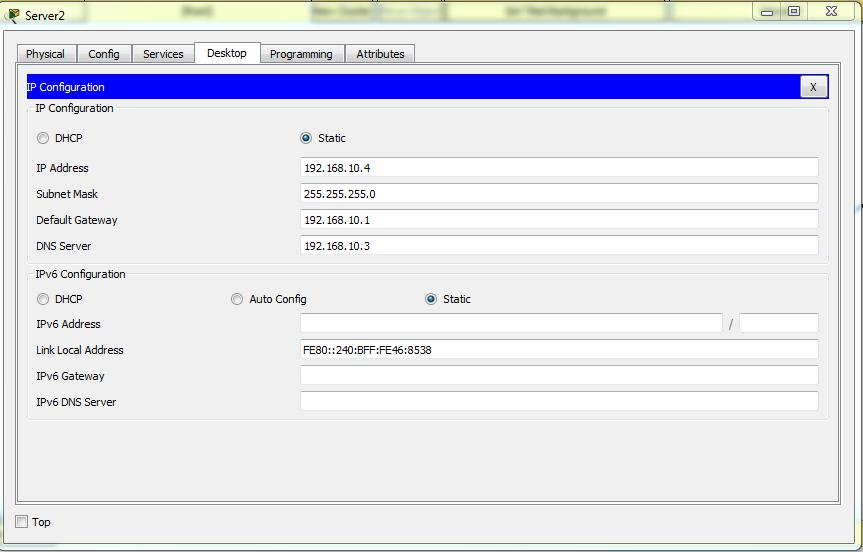 Server2
Physical Config Services Desktop Programming Attributes
IP Configuration X
IP Configuration
DHCP Static
IP Address 192.168.10.4
Subnet Mask 255.255.255.0
Default Gateway 192.168.10.1
DNS Server 192.168.10.3
IPv6 Configuration
DHCP Auto Config Static
IPv6 Address /
Link Local Address FE80::240:BFF:FE46:8538
IPv6 Gateway
IPv6 DNS Server
Top